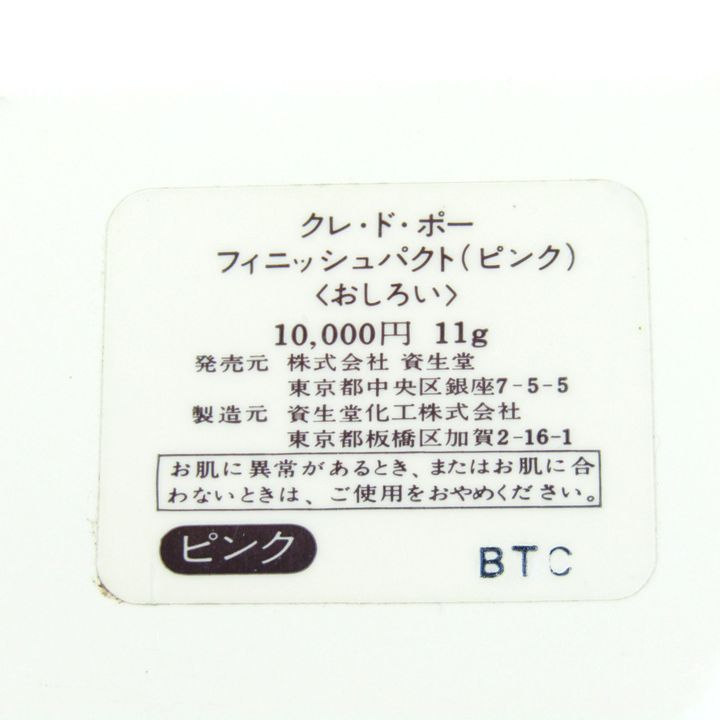 クレ・ド・ポー
フィニッシュパクト(ピンク)
〈おしろい〉
10,000円 11g
発売元 株式会社 資生堂
東京都中央区銀座7-5-5
製造元 資生堂化工株式会社
東京都板橋区加賀2-16-1
お肌に異常があるとき、またはお肌に合
わないときは、ご使用をおやめください。
ピンク
BTC